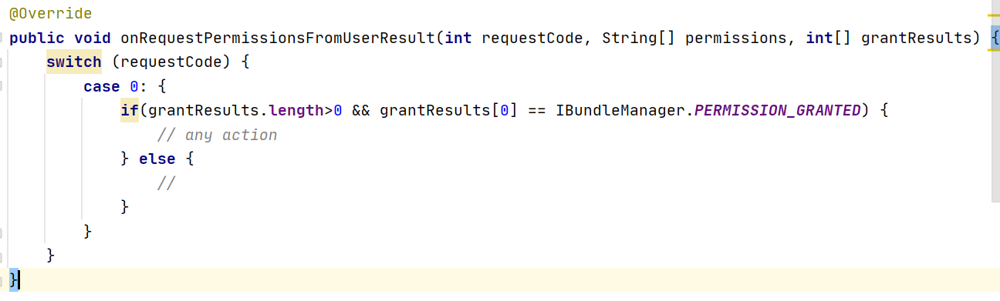 @Override
public void onRequestPermissionsFromUserResult(int requestCode, String[] permissions, int[] grantResults) {
    switch (requestCode) {
        case 0: {
            if(grantResults.length>0 && grantResults[0] == IBundleManager.PERMISSION_GRANTED) {
                // any action
            } else {
                //
            }
        }
    }
}